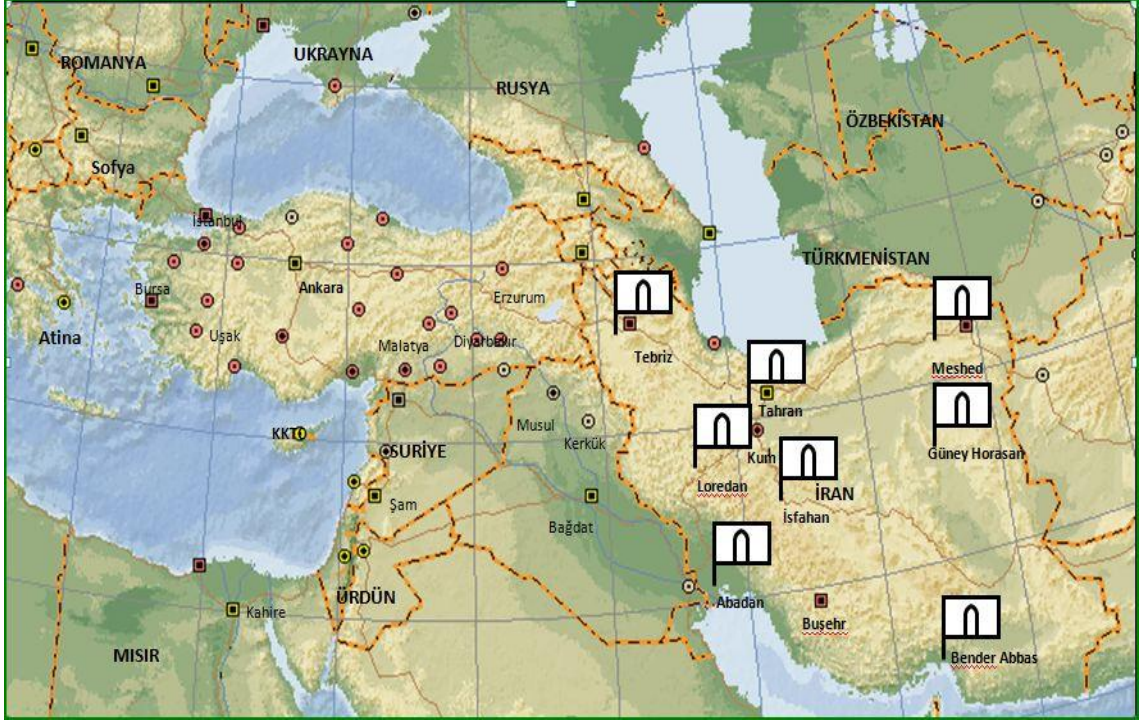 UKRAYNA
ROMANYA
RUSYA
ÖZBEKİSTAN
Sofya
İstanbul
TÜRKMENİSTAN
Bursa
Ankara
Erzurum
Atina
Uşak
Malatya
Diyarbakır
Tebriz
Meshed
Tahran
Musul
KKTC
Kerkük
SURİYE
Kum
Güney Horasan
Loredan
İRAN
Şam
İsfahan
Bağdat
ÜRDÜN
Abadan
Kahire
Buşehr
MISIR
Bender Abbas